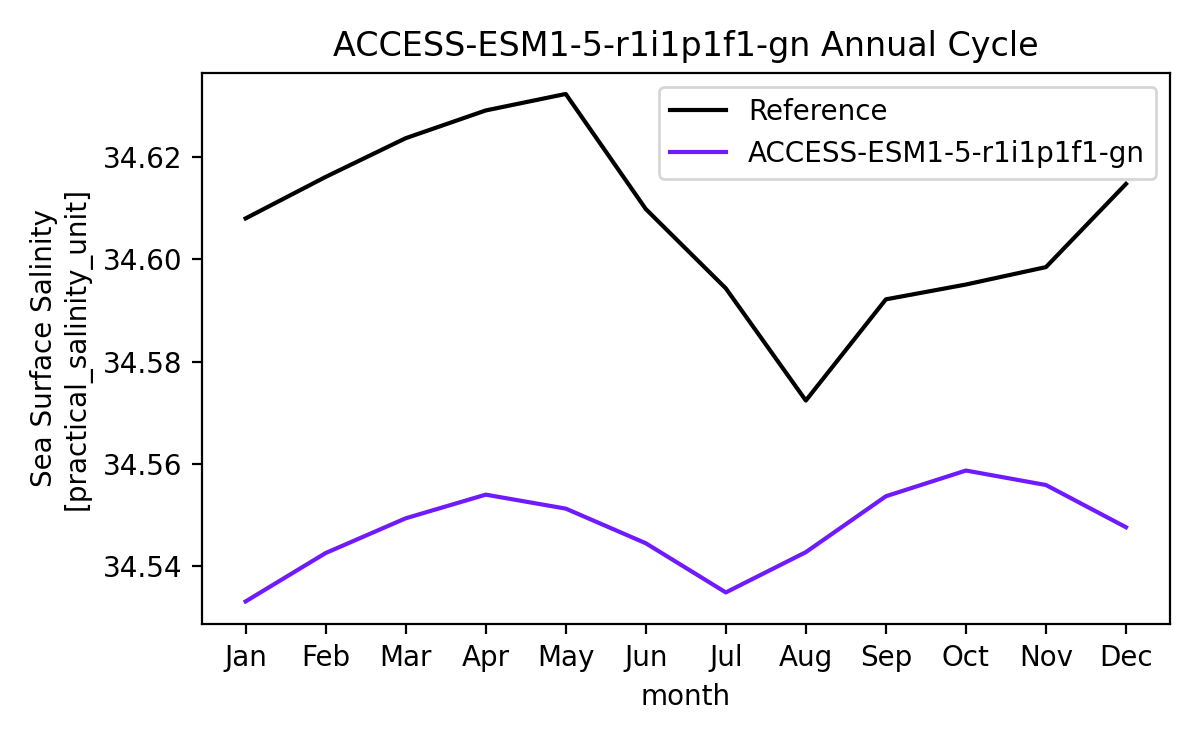 ACCESS-ESM1-5-r1i1p1f1-gn Annual Cycle
Reference
ACCESS-ESM1-5-r1i1p1f1-gn
Sea Surface Salinity
[practical_salinity_unit]
34.62
34.60
34.58
34.56
34.54
Jan Feb Mar Apr May Jun Jul Aug Sep Oct Nov Dec
month